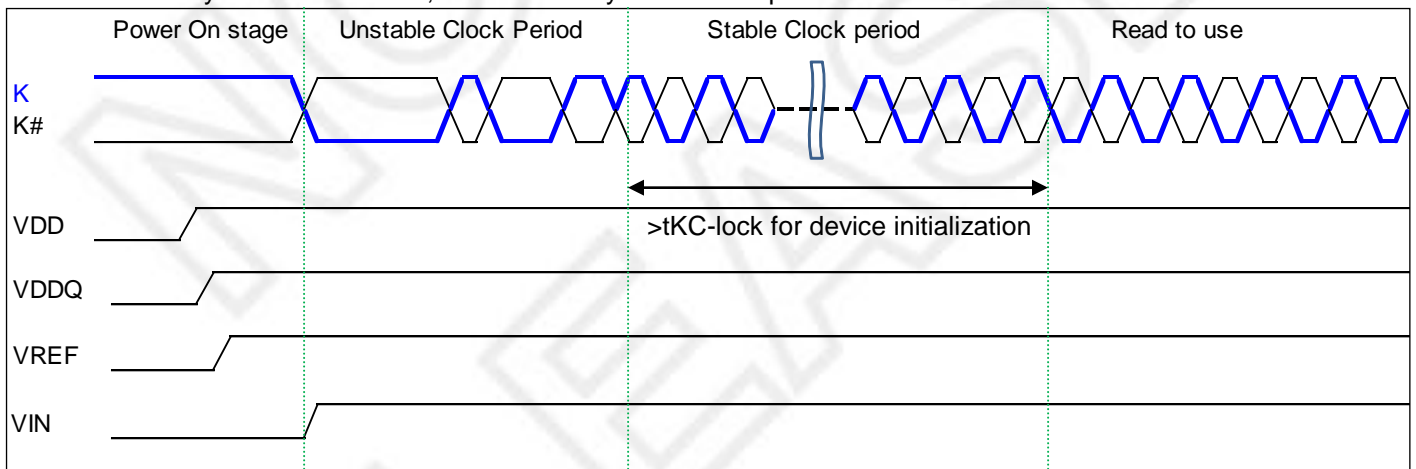 Power On stage Unstable Clock Period Stable Clock period Read to use
K
K#
VDD
>tKC-lock for device initialization
VDDQ
VREF
VIN